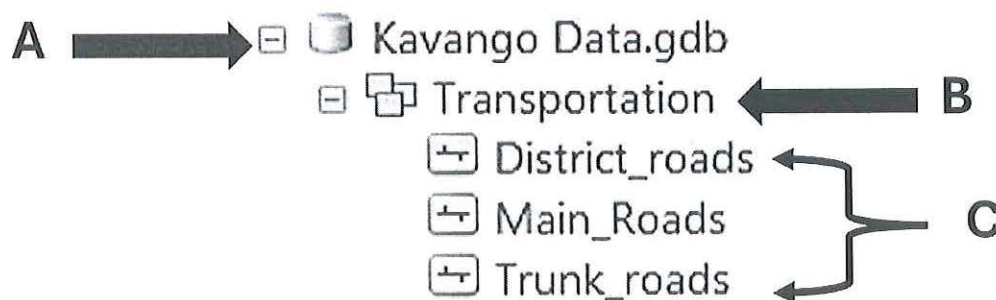 A Kavango Data.gdb
Transportation B
District_roads
Main_Roads C
Trunk_roads